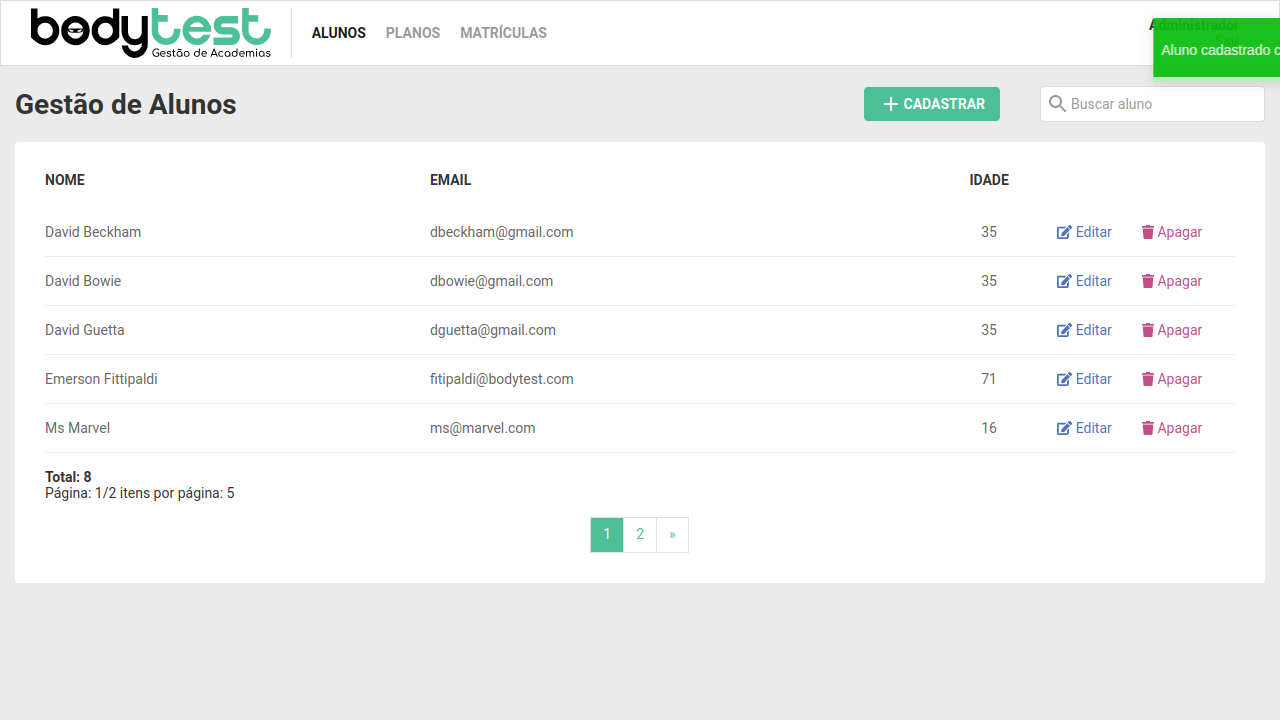 bodytest
Gestão de Academias
ALUNOS PLANOS MATRÍCULAS
Administrador
Sair
Aluno cadastrado
Gestão de Alunos
CADASTRAR
Buscar aluno
NOME EMAIL IDADE
David Beckham dbeckham@gmail.com 35 Editar Apagar
David Bowie dbowie@gmail.com 35 Editar Apagar
David Guetta dguetta@gmail.com 35 Editar Apagar
Emerson Fittipaldi fitipaldi@bodytest.com 71 Editar Apagar
Ms Marvel ms@marvel.com 16 Editar Apagar
Total: 8
Página: 1/2 itens por página: 5
1 2 »